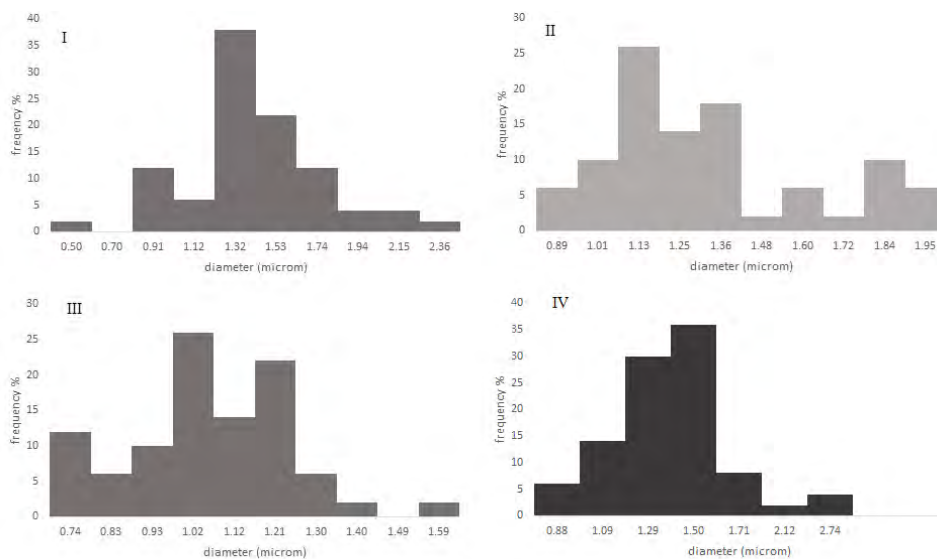 I
freqency %
40
35
30
25
20
15
10
5
0
0.50 0.70 0.91 1.12 1.32 1.53 1.74 1.94 2.15 2.36
diameter (microm)
II
frequency %
30
25
20
15
10
5
0
0.89 1.01 1.13 1.25 1.36 1.48 1.60 1.72 1.84 1.95
diameter (microm)
III
frequency %
30
25
20
15
10
5
0
0.74 0.83 0.93 1.02 1.12 1.21 1.30 1.40 1.49 1.59
diameter (microm)
IV
frequency %
40
35
30
25
20
15
10
5
0
0.88 1.09 1.29 1.50 1.71 2.12 2.74
diameter (microm)